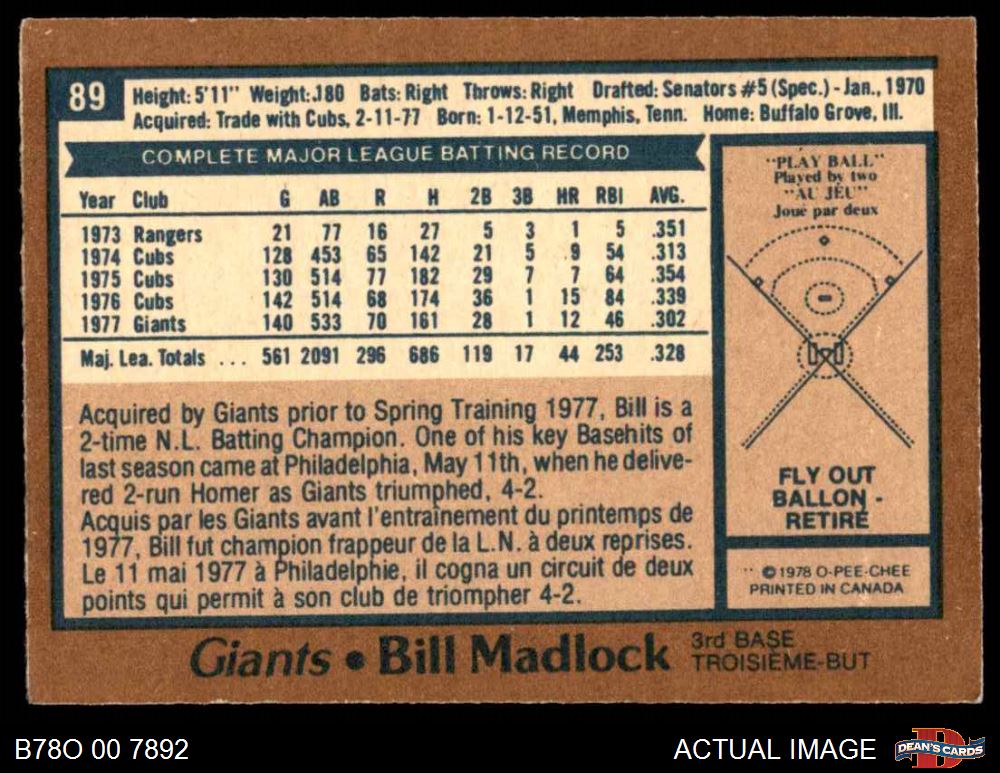 89
Height: 5'11" Weight: 180 Bats: Right Throws: Right Drafted: Senators #5 (Spec.) - Jan., 1970
Acquired: Trade with Cubs, 2-11-77 Born: 1-12-51, Memphis, Tenn. Home: Buffalo Grove, Ill.
COMPLETE MAJOR LEAGUE BATTING RECORD
Year Club G AB R H 2B 3B HR RBI AVG.
1973 Rangers 21 77 16 27 5 3 1 5 .351
1974 Cubs 128 453 65 142 21 5 9 54 .313
1975 Cubs 130 514 77 182 29 7 7 64 .354
1976 Cubs 142 514 68 174 36 1 15 84 .339
1977 Giants 140 533 70 161 28 1 12 46 .302
Maj. Lea. Totals ... 561 2091 296 686 119 17 44 253 .328
Acquired by Giants prior to Spring Training 1977, Bill is a
2-time N.L. Batting Champion. One of his key Basehits of
last season came at Philadelphia, May 11th, when he delive-
red 2-run Homer as Giants triumphed, 4-2.
Acquis par les Giants avant l'entrainement du printemps de
1977, Bill fut champion frappeur de la L.N. à deux reprises.
Le 11 mai 1977 à Philadelphie, il cogna un circuit de deux
points qui permit à son club de triompher 4-2.
"PLAY BALL"
Played by two
"AU JEU"
Joué par deux
FLY OUT
BALLON -
RETIRÉ
© 1978 O-PEE-CHEE
PRINTED IN CANADA
Giants • Bill Madlock
3rd BASE
TROISIEME-BUT
B78O 00 7892
ACTUAL IMAGE
D
DEAN'S CARDS